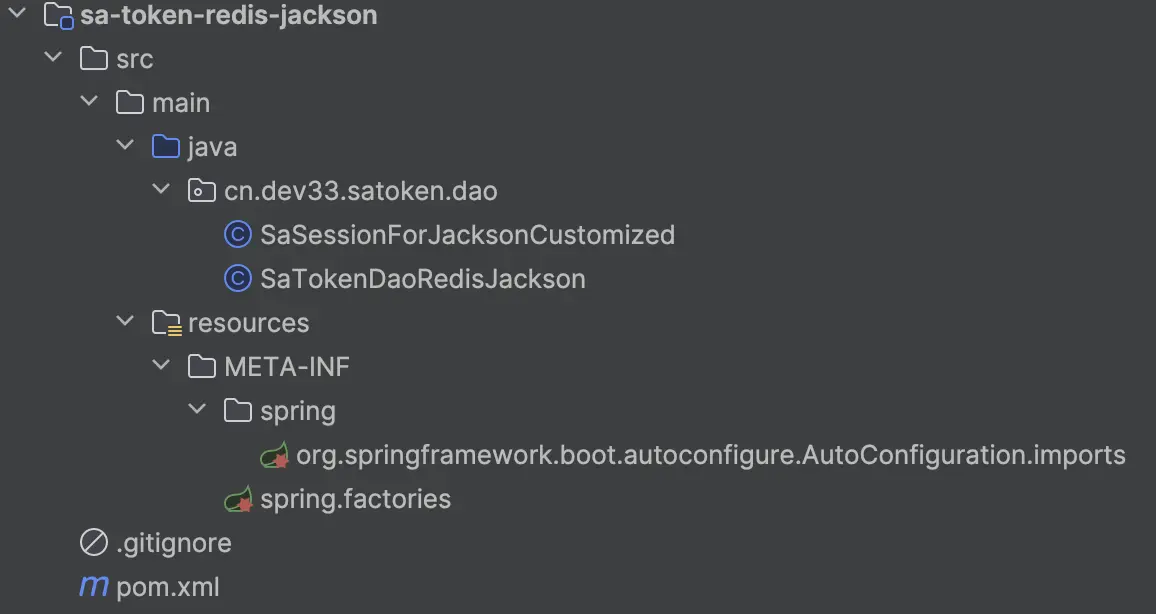 sa-token-redis-jackson
src
main
java
cn.dev33.satoken.dao
SaSessionForJacksonCustomized
SaTokenDaoRedisJackson
resources
META-INF
spring
org.springframework.boot.autoconfigure.AutoConfiguration.imports
spring.factories
.gitignore
pom.xml